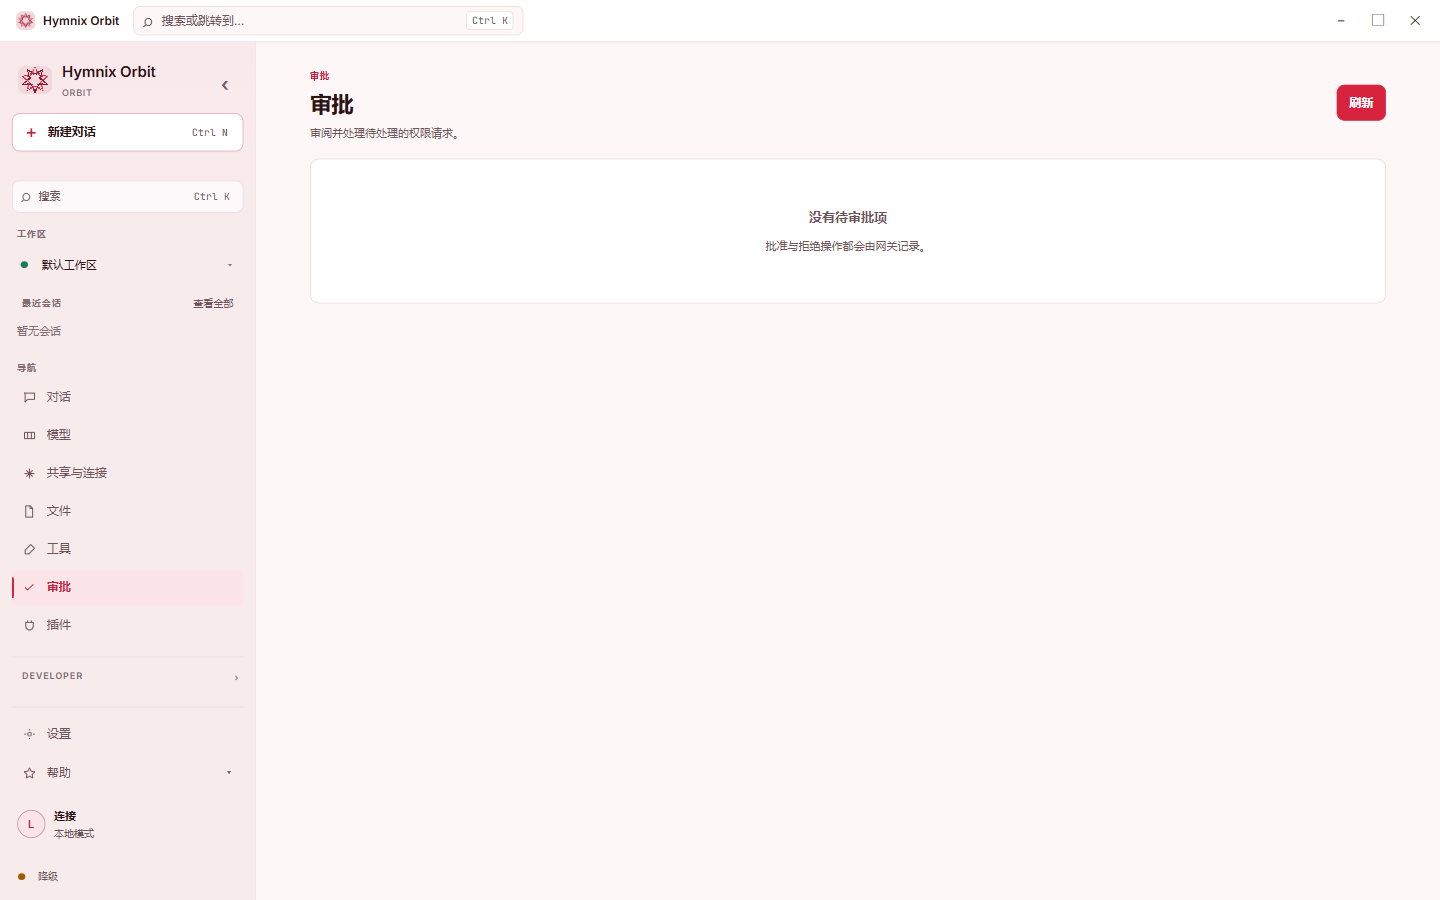 Hymnix Orbit
搜索或跳转到...
Ctrl K
Hymnix Orbit
ORBIT
新建对话
Ctrl N
搜索
Ctrl K
工作区
默认工作区
最近会话
查看全部
暂无会话
导航
对话
模型
共享与连接
文件
工具
审批
插件
DEVELOPER
设置
帮助
L
连接
本地模式
降级
审批
审批
审阅并处理待处理的权限请求。
刷新
没有待审批项
批准与拒绝操作都会由网关记录。